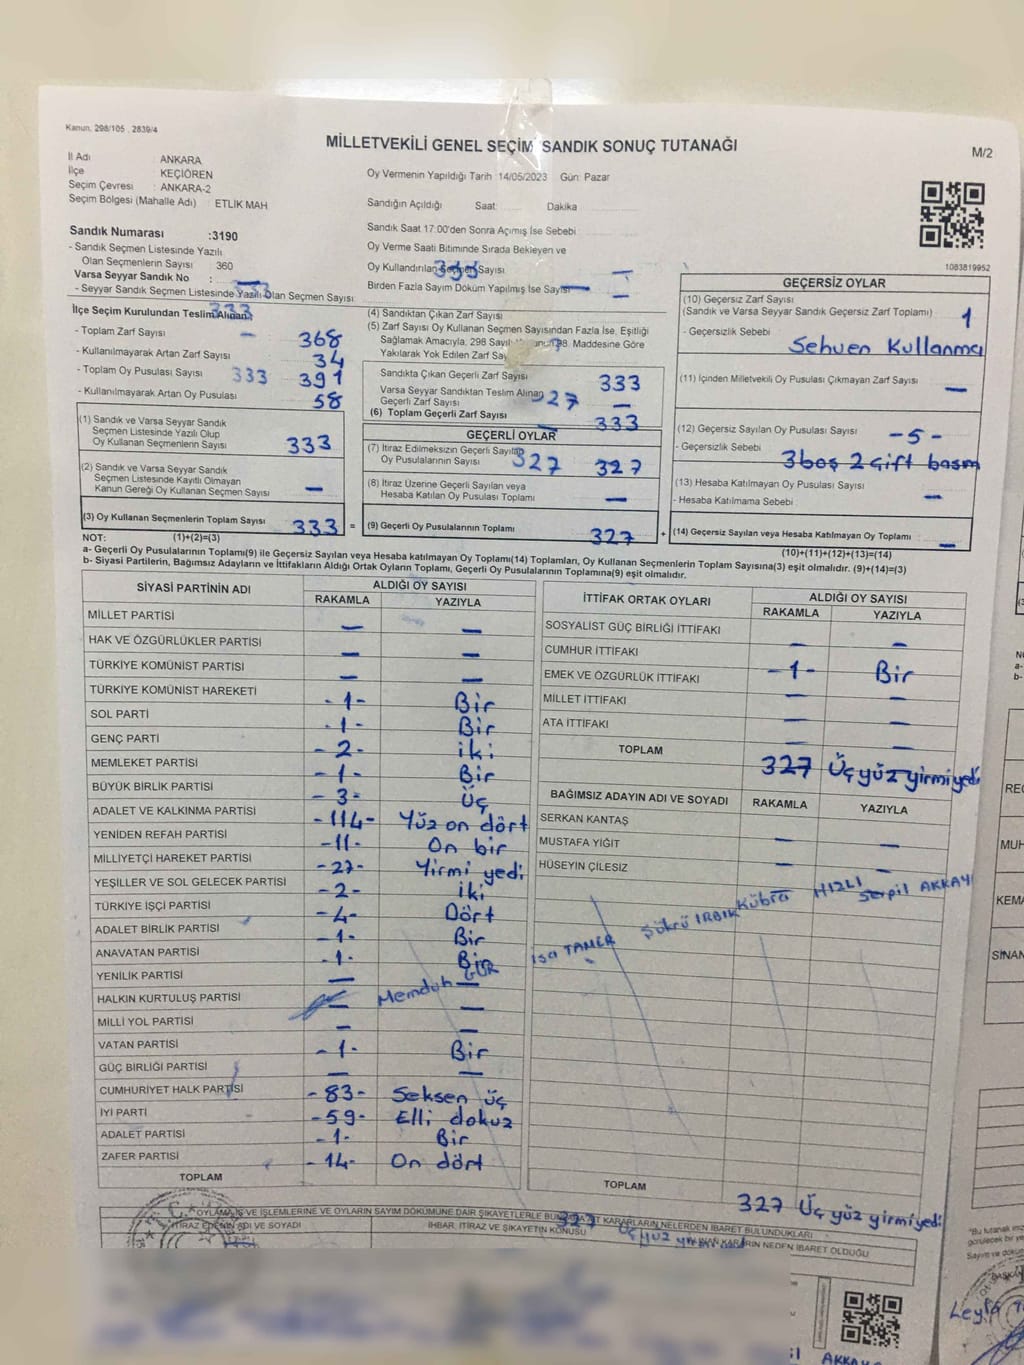 Kanun. 298/105 , 2839/4
MİLLETVEKİLİ GENEL SEÇİMİ SANDIK SONUÇ TUTANAĞI
M/2
İl Adı : ANKARA
İlçe : KEÇİÖREN
Seçim Çevresi : ANKARA-2
Seçim Bölgesi (Mahalle Adı) : ETLIK MAH
Oy Vermenin Yapıldığı Tarih 14/05/2023 Gün: Pazar
Sandığın Açıldığı Saat: Dakika
Sandık Saat 17:00'den Sonra Açımış İse Sebebi
Oy Verme Saati Bitiminde Sırada Bekleyen ve
Oy Kullandırılan Seçmen Sayısı –
Birden Fazla Sayım Döküm Yapılmış İse Sayısı –
Sandık Numarası :3190
- Sandık Seçmen Listesinde Yazılı
Olan Seçmenlerin Sayısı : 360
Varsa Seyyar Sandık No : –
- Seyyar Sandık Seçmen Listesinde Yazılı Olan Seçmen Sayısı
1083819952
İlçe Seçim Kurulundan Teslim Alınan
- Toplam Zarf Sayısı 368
- Kullanılmayarak Artan Zarf Sayısı 34
- Toplam Oy Pusulası Sayısı 391
- Kullanılmayarak Artan Oy Pusulası 58
(1) Sandık ve Varsa Seyyar Sandık
Seçmen Listesinde Yazılı Olup
Oy Kullanan Seçmenlerin Sayısı 333
(2) Sandık ve Varsa Seyyar Sandık
Seçmen Listesinde Kayıtlı Olmayan
Kanun Gereği Oy Kullanan Seçmen Sayısı –
(3) Oy Kullanan Seçmenlerin Toplam Sayısı 333 =
(4) Sandıktan Çıkan Zarf Sayısı
(5) Zarf Sayısı Oy Kullanan Seçmen Sayısından Fazla İse, Eşitliği
Sağlamak Amacıyla, 298 Sayılı 98. Maddesine Göre
Yakılarak Yok Edilen Zarf
Sandıkta Çıkan Geçerli Zarf Sayısı 333
Varsa Seyyar Sandıktan Teslim Alınan
Geçerli Zarf Sayısı –
(6) Toplam Geçerli Zarf Sayısı 333
GEÇERLİ OYLAR
(7) İtiraz Edilmeksizin Geçerli Sayılan
Oy Pusulalarının Sayısı 327
(8) İtiraz Üzerine Geçerli Sayılan veya
Hesaba Katılan Oy Pusulası Toplamı –
(9) Geçerli Oy Pusulalarının Toplamı 327 +
GEÇERSİZ OYLAR
(10) Geçersiz Zarf Sayısı
(Sandık ve Varsa Seyyar Sandık Geçersiz Zarf Toplamı) 1
- Geçersizlik Sebebi
Sehven Kullanma
(11) İçinden Milletvekili Oy Pusulası Çıkmayan Zarf Sayısı –
(12) Geçersiz Sayılan Oy Pusulası Sayısı -5-
- Geçersizlik Sebebi 3boş 2 çift basım
(13) Hesaba Katılmayan Oy Pusulası Sayısı –
- Hesaba Katılmama Sebebi
(14) Geçersiz Sayılan veya Hesaba Katılmayan Oy Toplamı –
NOT: (1)+(2)=(3)
(10)+(11)+(12)+(13)=(14)
a- Geçerli Oy Pusulalarının Toplamı(9) ile Geçersiz Sayılan veya Hesaba katılmayan Oy Toplamı(14) Toplamları, Oy Kullanan Seçmenlerin Toplam Sayısına(3) eşit olmalıdır. (9)+(14)=(3)
b- Siyasi Partilerin, Bağımsız Adayların ve İttifakların Aldığı Ortak Oyların Toplamı, Geçerli Oy Pusulalarının Toplamına(9) eşit olmalıdır.
SİYASİ PARTİNİN ADI ALDIĞI OY SAYISI
RAKAMLA YAZIYLA
MİLLET PARTİSİ – –
HAK VE ÖZGÜRLÜKLER PARTİSİ – –
TÜRKİYE KOMÜNİST PARTİSİ – –
TÜRKİYE KOMÜNİST HAREKETİ -1- Bir
SOL PARTİ -1- Bir
GENÇ PARTİ -2- iki
MEMLEKET PARTİSİ -1- Bir
BÜYÜK BİRLİK PARTİSİ -3- Üç
ADALET VE KALKINMA PARTİSİ -114- Yüz on dört
YENİDEN REFAH PARTİSİ -11- On bir
MİLLİYETÇİ HAREKET PARTİSİ -27- Yirmi yedi
YEŞİLLER VE SOL GELECEK PARTİSİ -2- İki
TÜRKİYE İŞÇİ PARTİSİ -4- Dört
ADALET BİRLİK PARTİSİ -1- Bir
ANAVATAN PARTİSİ -1- Bir
YENİLİK PARTİSİ – –
HALKIN KURTULUŞ PARTİSİ – –
MİLLİ YOL PARTİSİ – –
VATAN PARTİSİ -1- Bir
GÜÇ BİRLİĞİ PARTİSİ – –
CUMHURİYET HALK PARTİSİ -83- Seksen üç
İYİ PARTİ -59- Elli dokuz
ADALET PARTİSİ -1- Bir
ZAFER PARTİSİ -14- On dört
TOPLAM
İTTİFAK ORTAK OYLARI ALDIĞI OY SAYISI
RAKAMLA YAZIYLA
SOSYALIST GÜÇ BİRLİĞİ İTTİFAKI – –
CUMHUR İTTİFAKI -1- Bir
EMEK VE ÖZGÜRLÜK İTTİFAKI – –
MİLLET İTTİFAKI – –
ATA İTTİFAKI – –
TOPLAM 327 Üç yüz yirmi yedi
BAĞIMSIZ ADAYIN ADI VE SOYADI RAKAMLA YAZIYLA
SERKAN KANTAŞ – –
MUSTAFA YİĞİT – –
HÜSEYİN ÇİLESİZ
Memduh GÜR
İsa TAMER
Şükrü IRBIK
Kübra HIZLI
Serpil AKKAY
TOPLAM 327 Üç yüz yirmi yedi
OYLAMA İŞ VE İŞLEMLERİNE VE OYLARIN SAYIM DÖKÜMÜNE DAİR ŞİKAYETLERLE KARARLARIN NELERDEN İBARET BULUNDUKLARI
İTİRAZ EDENİN ADI VE SOYADI
İHBAR, İTİRAZ VE ŞİKAYETİN KONUSU
KARARIN NEDEN İBARET OLDUĞU
Leyla